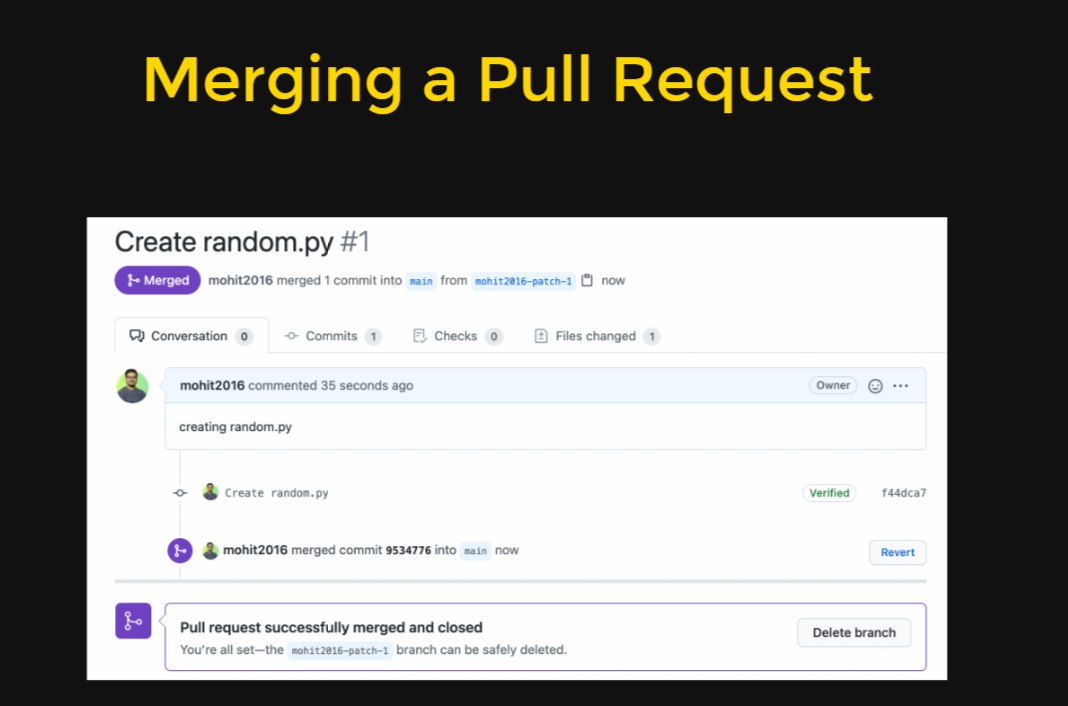 Merging a Pull Request
Create random.py #1
Merged mohit2016 merged 1 commit into main from mohit2016-patch-1 now
Conversation 0 Commits 1 Checks 0 Files changed 1
mohit2016 commented 35 seconds ago Owner
creating random.py
Create random.py Verified f44dca7
mohit2016 merged commit 9534776 into main now Revert
Pull request successfully merged and closed
You're all set—the mohit2016-patch-1 branch can be safely deleted.
Delete branch